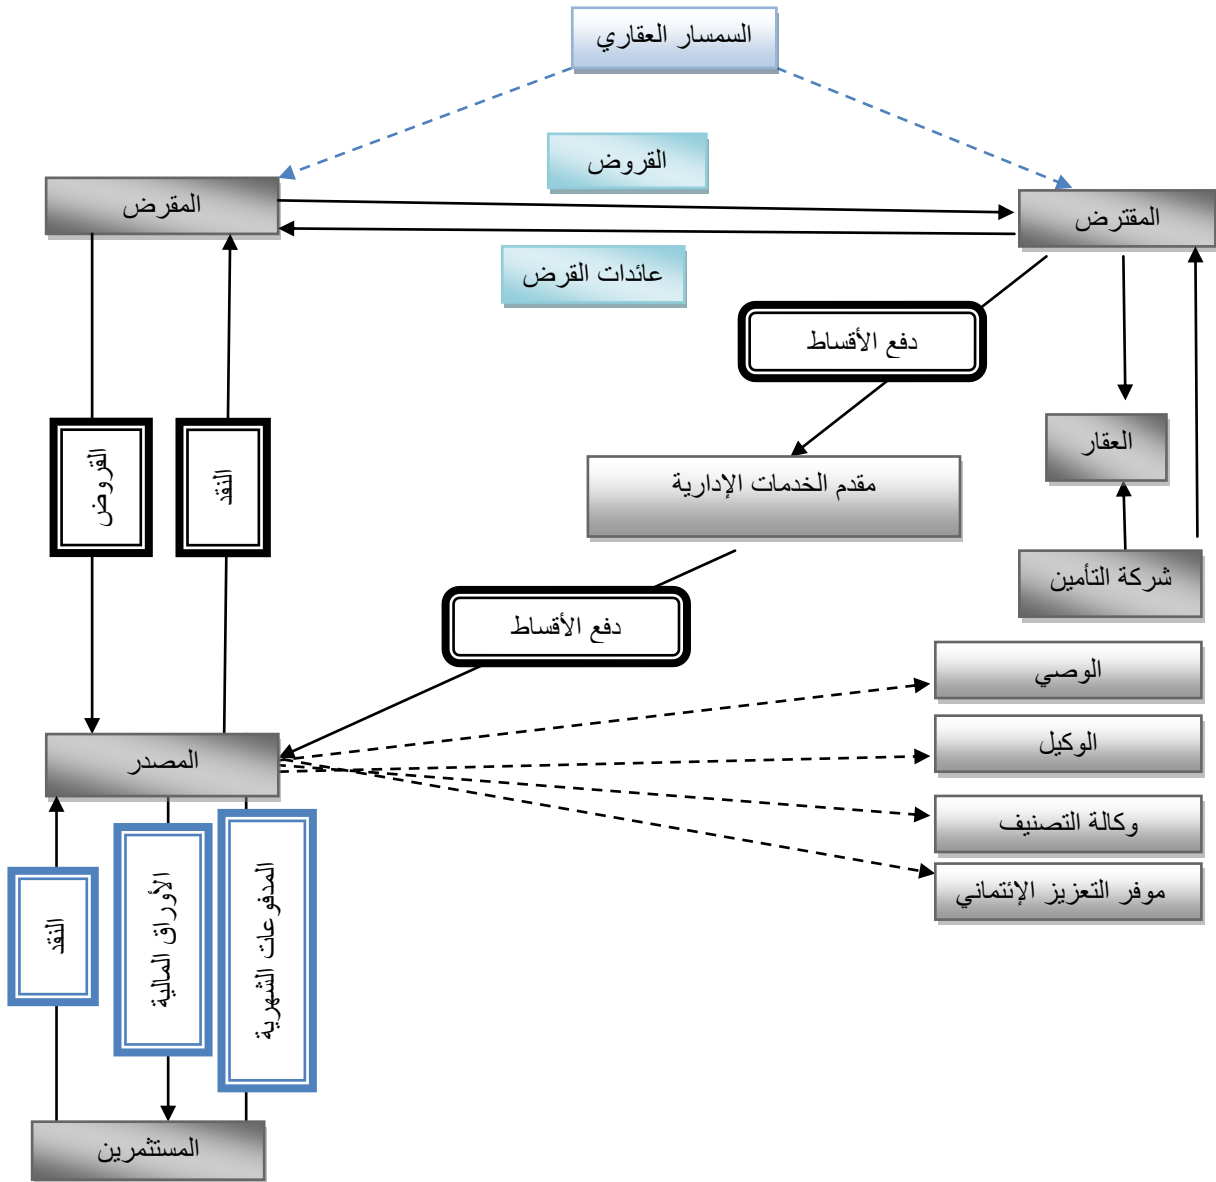 السمسار العقاري
القروض
المقرض
المقترض
عائدات القرض
دفع الأقساط
العقار
القروض
النقد
مقدم الخدمات الإدارية
شركة التأمين
دفع الأقساط
الوصي
الوكيل
المصدر
وكالة التصنيف
موفر التعزيز الإئتماني
النقد
الأوراق المالية
المدفوعات الشهرية
المستثمرين